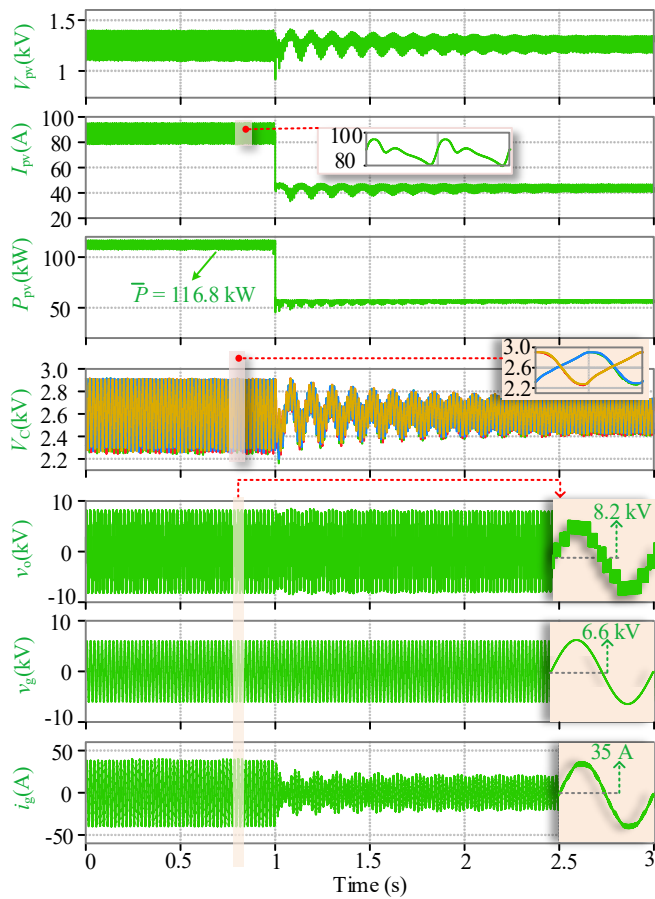 1.5
1
V_pv(kV)
100
80
60
40
20
I_pv(A)
100
80
100
50
P_pv(kW)
P̅ = 116.8 kW
3.0
2.8
2.6
2.4
2.2
V_C(kV)
3.0
2.6
2.2
10
0
-10
v_o(kV)
8.2 kV
10
0
-10
v_g(kV)
6.6 kV
50
0
-50
i_g(A)
35 A
0 0.5 1 1.5 2 2.5 3
Time (s)